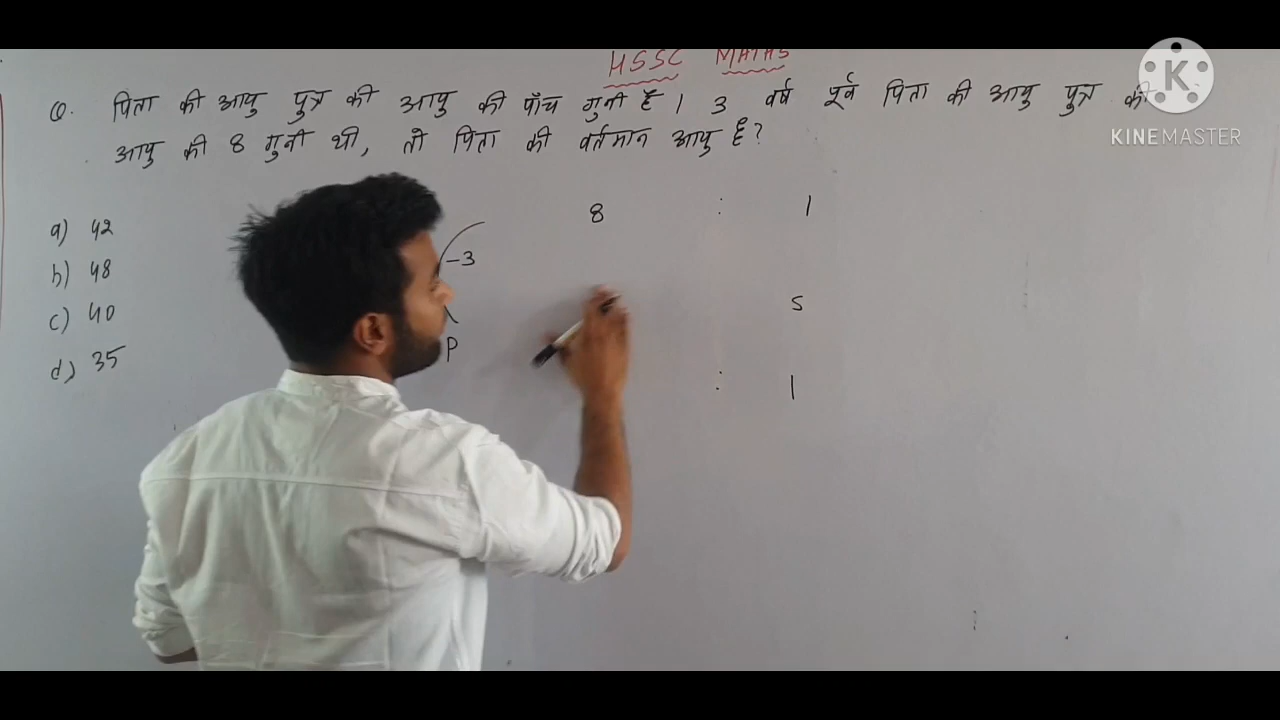 HSSC MATHS
Q. पिता की आयु पुत्र की आयु की पाँच गुनी है। 3 वर्ष पूर्व पिता की आयु पुत्र की
आयु की 8 गुनी थी, तो पिता की वर्तमान आयु है?
KINEMASTER
a) 42
b) 48
c) 40
d) 35
8 : 1
-3
S
P
: 1